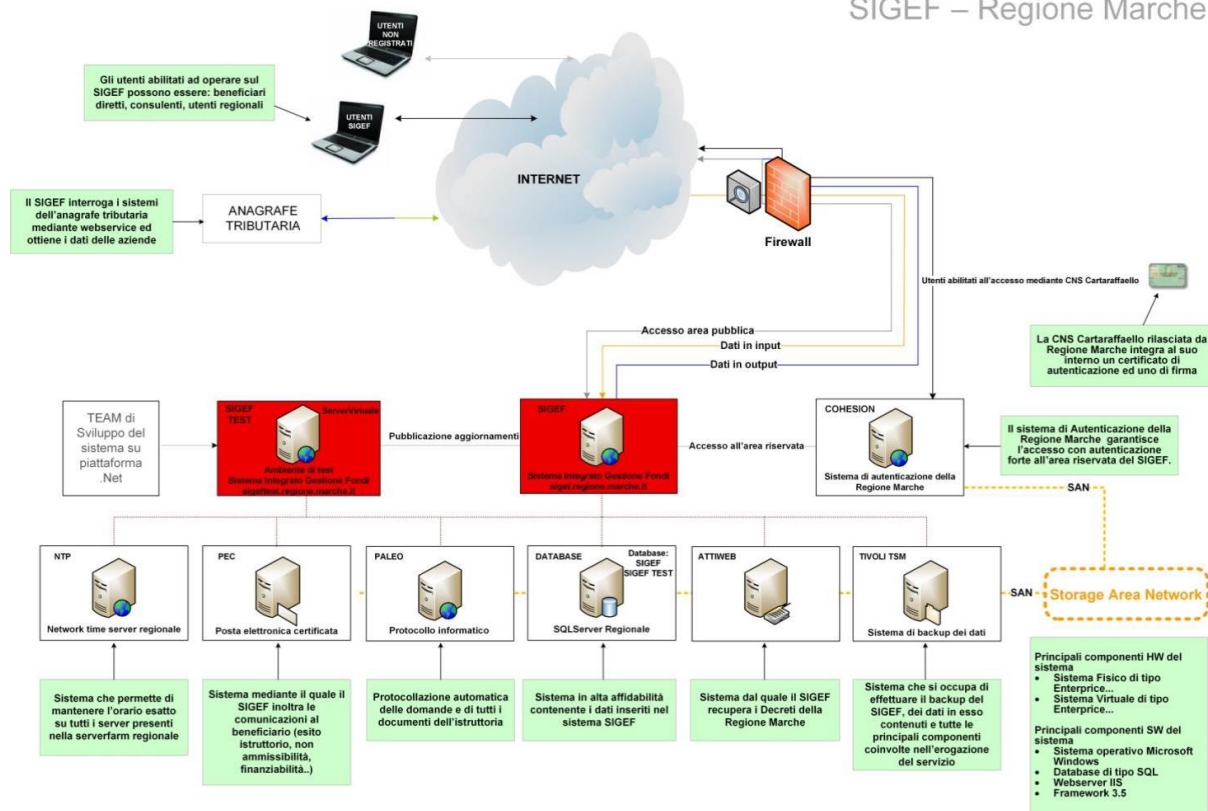 SIGEF – Regione Marche
UTENTI
NON
REGISTRATI
Gli utenti abilitati ad operare sul
SIGEF possono essere: beneficiari
diretti, consulenti, utenti regionali
UTENTI
SIGEF
INTERNET
Il SIGEF interroga i sistemi
dell'anagrafe tributaria
mediante webservice ed
ottiene i dati delle aziende
ANAGRAFE
TRIBUTARIA
Firewall
Utenti abilitati all'accesso mediante CNS Cartaraffaello
La CNS Cartaraffaello rilasciata da
Regione Marche integra al suo
interno un certificato di
autenticazione ed uno di firma
Accesso area pubblica
Dati in input
Dati in output
TEAM di
Sviluppo del
sistema su
piattaforma
.Net
SIGEF
TEST
ServerVirtuale
Ambiente di test
Sistema Integrato Gestione Fondi
sigeftest.regione.marche.it
Pubblicazione aggiornamenti
SIGEF
Sistema Integrato Gestione Fondi
sigef.regione.marche.it
Accesso all'area riservata
COHESION
Sistema di autenticazione della
Regione Marche
Il sistema di Autenticazione della
Regione Marche garantisce
l'accesso con autenticazione
forte all'area riservata del SIGEF.
SAN
NTP
Network time server regionale
PEC
Posta elettronica certificata
PALEO
Protocollo informatico
DATABASE
Database:
SIGEF
SIGEF TEST
SQLServer Regionale
ATTIWEB
TIVOLI TSM
Sistema di backup dei dati
SAN
Storage Area Network
Sistema che permette di
mantenere l'orario esatto
su tutti i server presenti
nella serverfarm regionale
Sistema mediante il quale il
SIGEF inoltra le
comunicazioni al
beneficiario (esito
istruttorio, non
ammissibilità,
finanziabilità..)
Protocollazione automatica
delle domande e di tutti i
documenti dell'istruttoria
Sistema in alta affidabilità
contenente i dati inseriti nel
sistema SIGEF
Sistema dal quale il SIGEF
recupera i Decreti della
Regione Marche
Sistema che si occupa di
effettuare il backup del
SIGEF, dei dati in esso
contenuti e tutte le
principali componenti
coinvolte nell'erogazione
del servizio
Principali componenti HW del
sistema
• Sistema Fisico di tipo
Enterprice...
• Sistema Virtuale di tipo
Enterprice...
Principali componenti SW del
sistema
• Sistema operativo Microsoft
Windows
• Database di tipo SQL
• Webserver IIS
• Framework 3.5